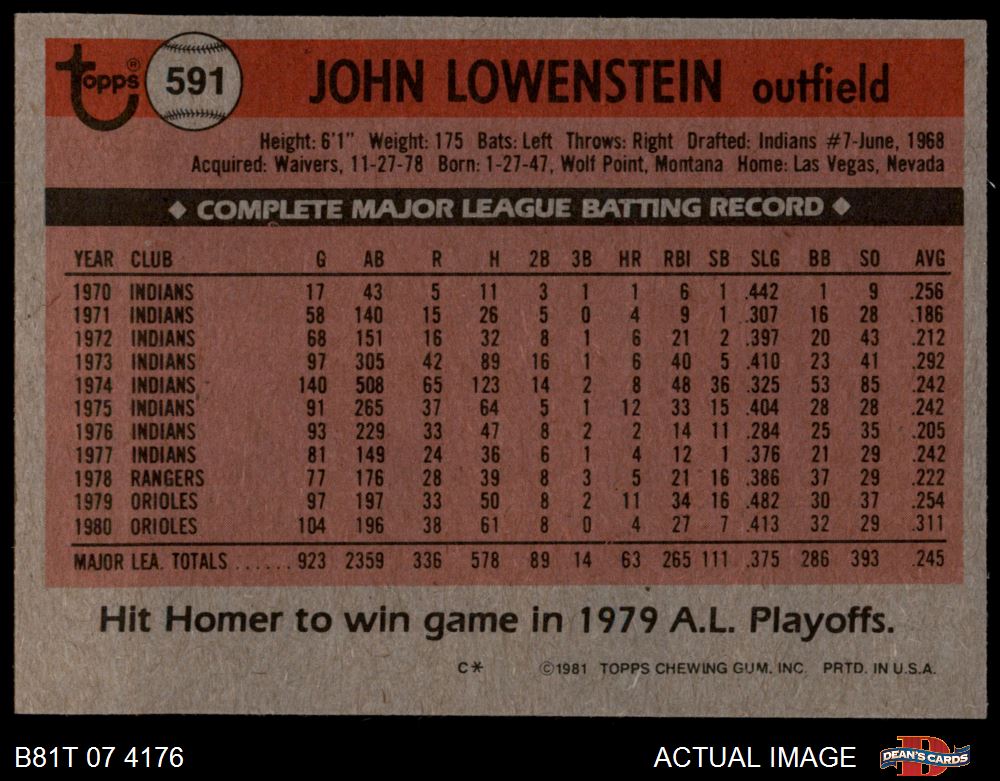 topps® 591 JOHN LOWENSTEIN outfield
Height: 6'1" Weight: 175 Bats: Left Throws: Right Drafted: Indians #7-June, 1968
Acquired: Waivers, 11-27-78 Born: 1-27-47, Wolf Point, Montana Home: Las Vegas, Nevada
◆ COMPLETE MAJOR LEAGUE BATTING RECORD ◆
YEAR CLUB G AB R H 2B 3B HR RBI SB SLG BB SO AVG
1970 INDIANS 17 43 5 11 3 1 1 6 1 .442 1 9 .256
1971 INDIANS 58 140 15 26 5 0 4 9 1 .307 16 28 .186
1972 INDIANS 68 151 16 32 8 1 6 21 2 .397 20 43 .212
1973 INDIANS 97 305 42 89 16 1 6 40 5 .410 23 41 .292
1974 INDIANS 140 508 65 123 14 2 8 48 36 .325 53 85 .242
1975 INDIANS 91 265 37 64 5 1 12 33 15 .404 28 28 .242
1976 INDIANS 93 229 33 47 8 2 2 14 11 .284 25 35 .205
1977 INDIANS 81 149 24 36 6 1 4 12 1 .376 21 29 .242
1978 RANGERS 77 176 28 39 8 3 5 21 16 .386 37 29 .222
1979 ORIOLES 97 197 33 50 8 2 11 34 16 .482 30 37 .254
1980 ORIOLES 104 196 38 61 8 0 4 27 7 .413 32 29 .311
MAJOR LEA. TOTALS ...... 923 2359 336 578 89 14 63 265 111 .375 286 393 .245
Hit Homer to win game in 1979 A.L. Playoffs.
C* ©1981 TOPPS CHEWING GUM. INC. PRTD. IN U.S.A.
B81T 07 4176 ACTUAL IMAGE DEAN'S CARDS